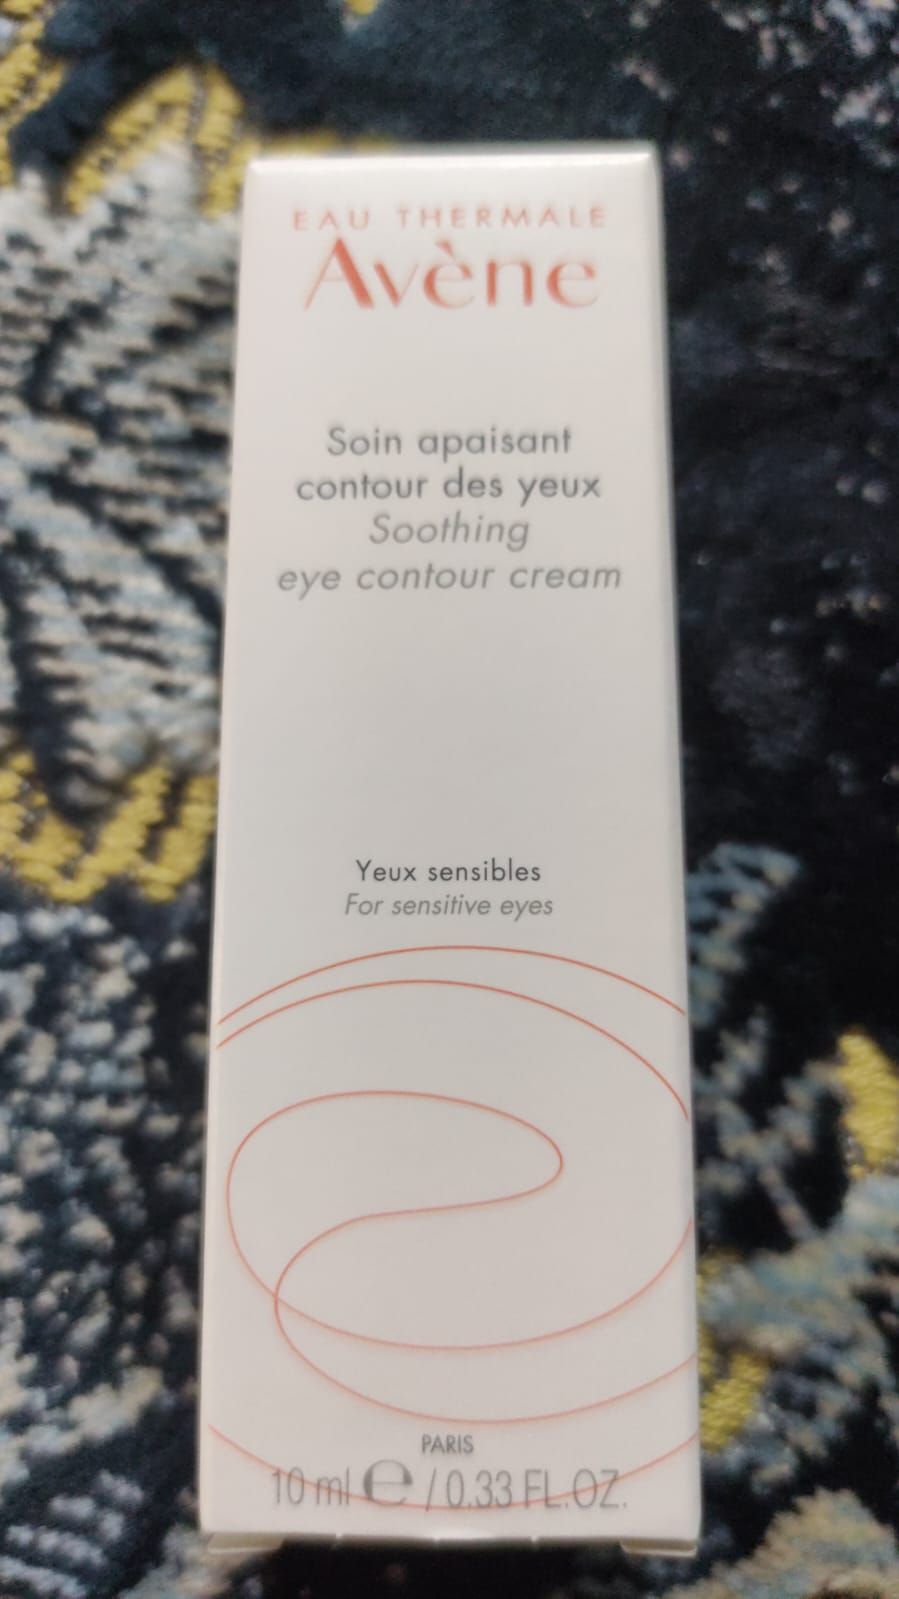 EAU THERMALE
Avène
Soin apaisant
contour des yeux
Soothing
eye contour cream
Yeux sensibles
For sensitive eyes
PARIS
10 ml ℮ / 0.33 FL.OZ.